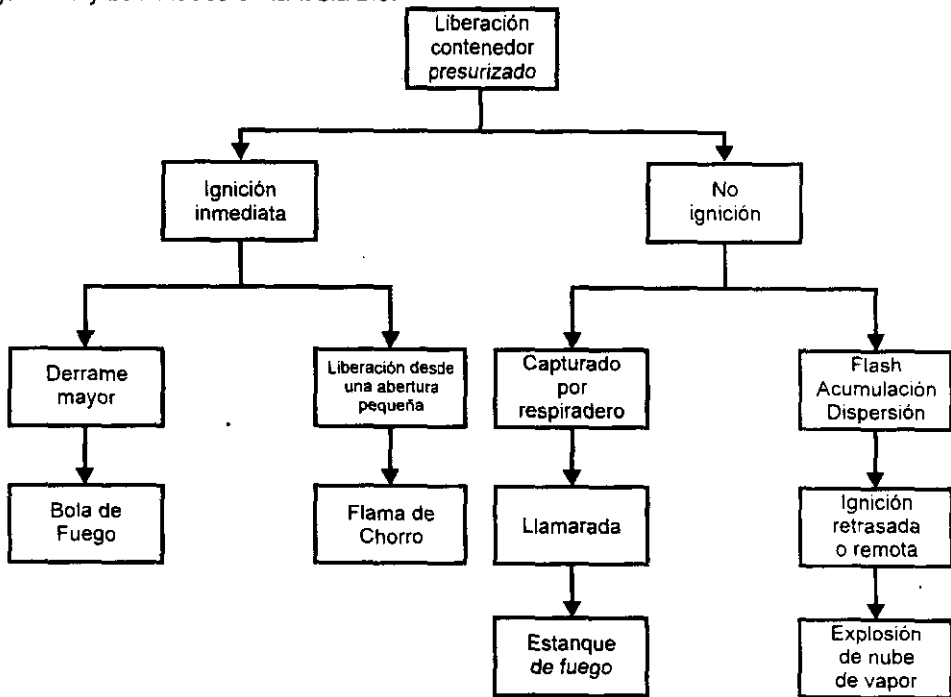 Liberación
contenedor
presurizado
Ignición
inmediata
No
ignición
Derrame
mayor
Liberación desde
una abertura
pequeña
Capturado
por
respiradero
Flash
Acumulación
Dispersión
Bola de
Fuego
Flama de
Chorro
Llamarada
Ignición
retrasada
o remota
Estanque
de fuego
Explosión
de nube
de vapor